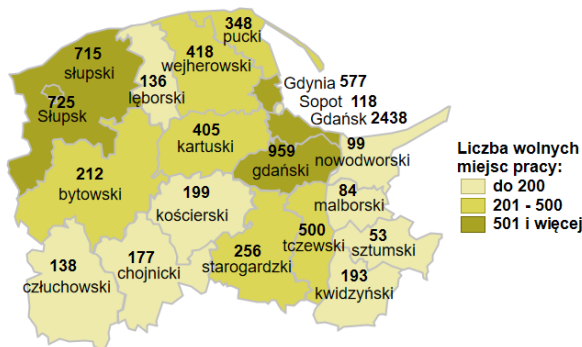 348
pucki
715
słupski
418
wejherowski
136
lęborski
Gdynia 577
Sopot 118
Gdańsk 2438
725
Słupsk
405
kartuski
959
gdański
99
nowodworski
212
bytowski
199
kościerski
84
malborski
500
tczewski
53
sztumski
256
starogardzki
177
chojnicki
138
człuchowski
193
kwidzyński
Liczba wolnych
miejsc pracy:
do 200
201 - 500
501 i więcej